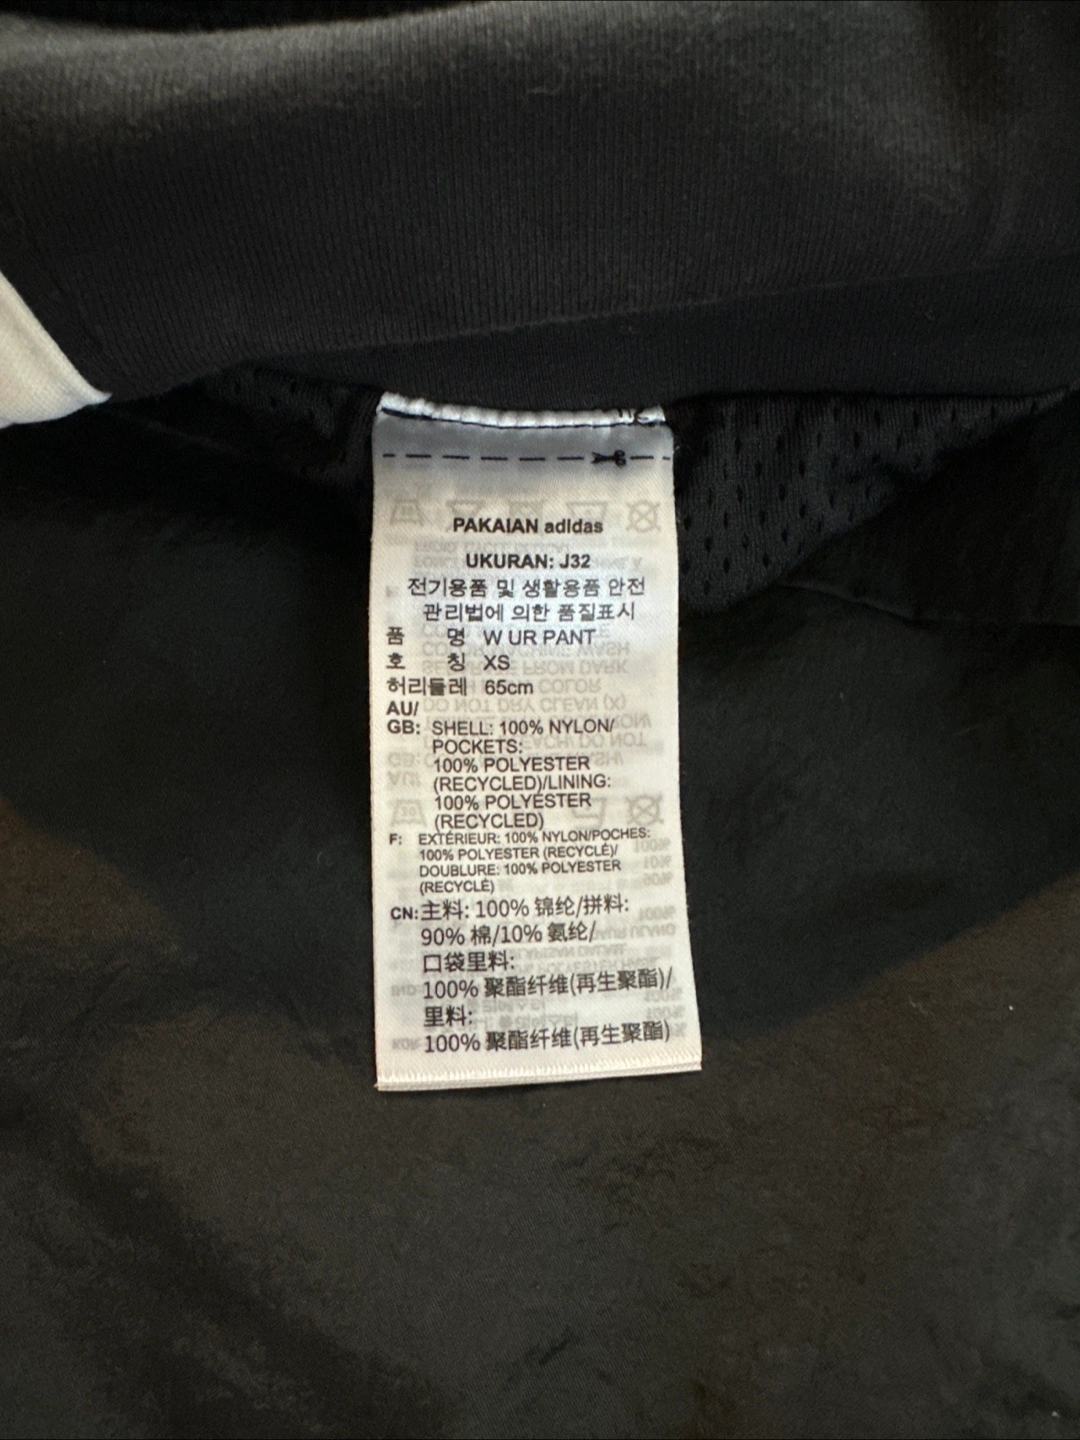 PAKAIAN adidas
UKURAN: J32
전기용품 및 생활용품 안전
관리법에 의한 품질표시
품 명 W UR PANT
호 칭 XS
허리둘레 65cm
AU/
GB: SHELL: 100% NYLON/
POCKETS:
100% POLYESTER
(RECYCLED)/LINING:
100% POLYESTER
(RECYCLED)
F: EXTÉRIEUR: 100% NYLON/POCHES:
100% POLYESTER (RECYCLÉ)/
DOUBLURE: 100% POLYESTER
(RECYCLÉ)
CN: 主料: 100% 锦纶/拼料:
90% 棉/10% 氨纶/
口袋里料:
100% 聚酯纤维(再生聚酯)/
里料:
100% 聚酯纤维(再生聚酯)